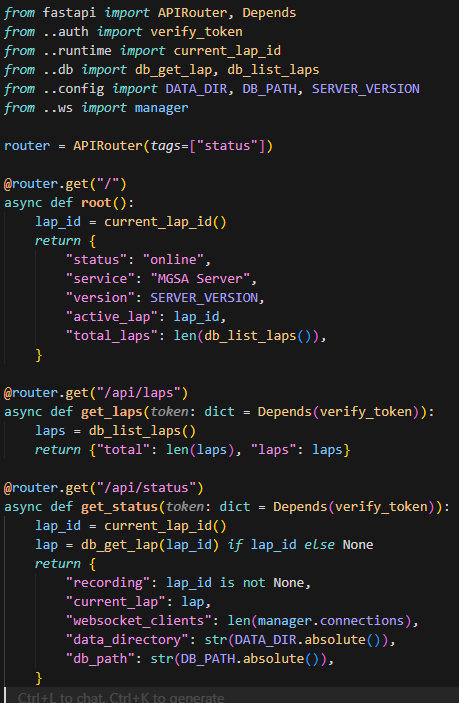 from fastapi import APIRouter, Depends
from ..auth import verify_token
from ..runtime import current_lap_id
from ..db import db_get_lap, db_list_laps
from ..config import DATA_DIR, DB_PATH, SERVER_VERSION
from ..ws import manager

router = APIRouter(tags=["status"])

@router.get("/")
async def root():
    lap_id = current_lap_id()
    return {
        "status": "online",
        "service": "MGSA Server",
        "version": SERVER_VERSION,
        "active_lap": lap_id,
        "total_laps": len(db_list_laps()),
    }

@router.get("/api/laps")
async def get_laps(token: dict = Depends(verify_token)):
    laps = db_list_laps()
    return {"total": len(laps), "laps": laps}

@router.get("/api/status")
async def get_status(token: dict = Depends(verify_token)):
    lap_id = current_lap_id()
    lap = db_get_lap(lap_id) if lap_id else None
    return {
        "recording": lap_id is not None,
        "current_lap": lap,
        "websocket_clients": len(manager.connections),
        "data_directory": str(DATA_DIR.absolute()),
        "db_path": str(DB_PATH.absolute()),
    }
Ctrl+L to chat, Ctrl+K to generate